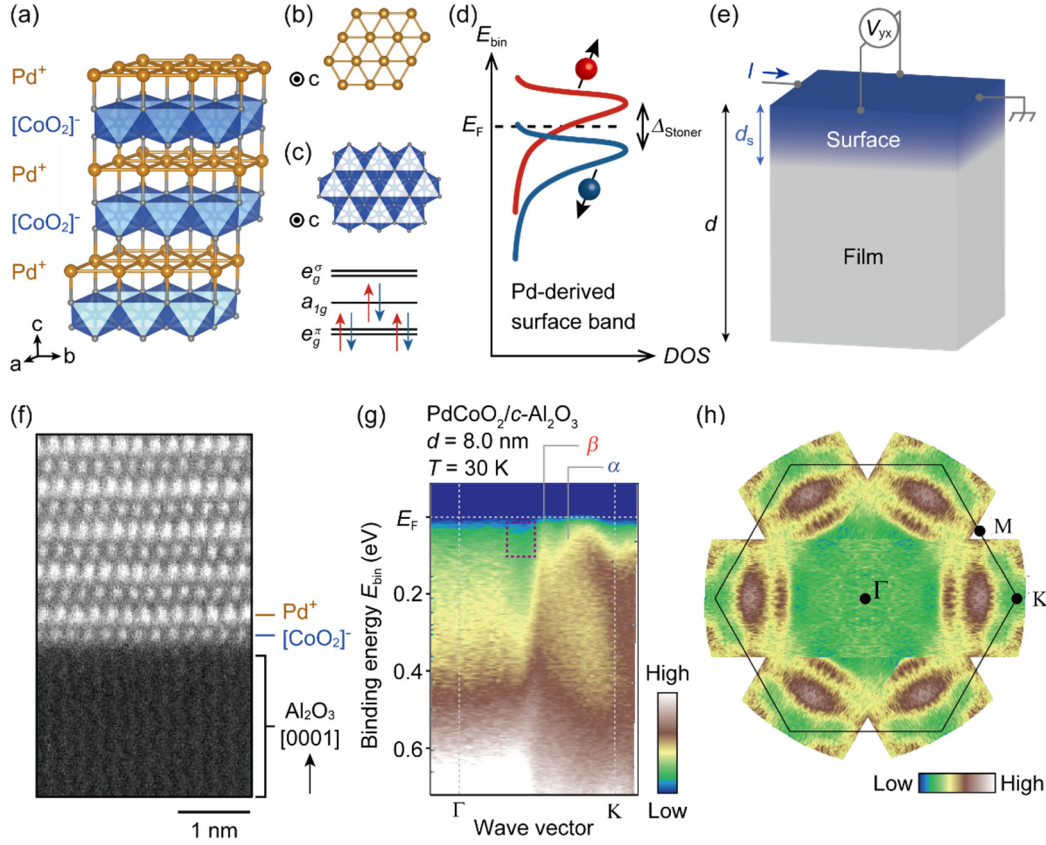 (a)
Pd⁺
[CoO₂]⁻
Pd⁺
[CoO₂]⁻
Pd⁺
c
a
b
(b)
c
(c)
c
e_g^σ
a_1g
e_g^π
(d)
E_bin
E_F
Δ_Stoner
Pd-derived
surface band
DOS
(e)
V_yx
I
d_s
Surface
d
Film
(f)
Pd⁺
[CoO₂]⁻
Al₂O₃
[0001]
1 nm
(g)
PdCoO₂/c-Al₂O₃
d = 8.0 nm
T = 30 K
β
α
E_F
0.2
0.4
0.6
Binding energy E_bin (eV)
Γ
K
Wave vector
High
Low
(h)
M
Γ
K
Low
High